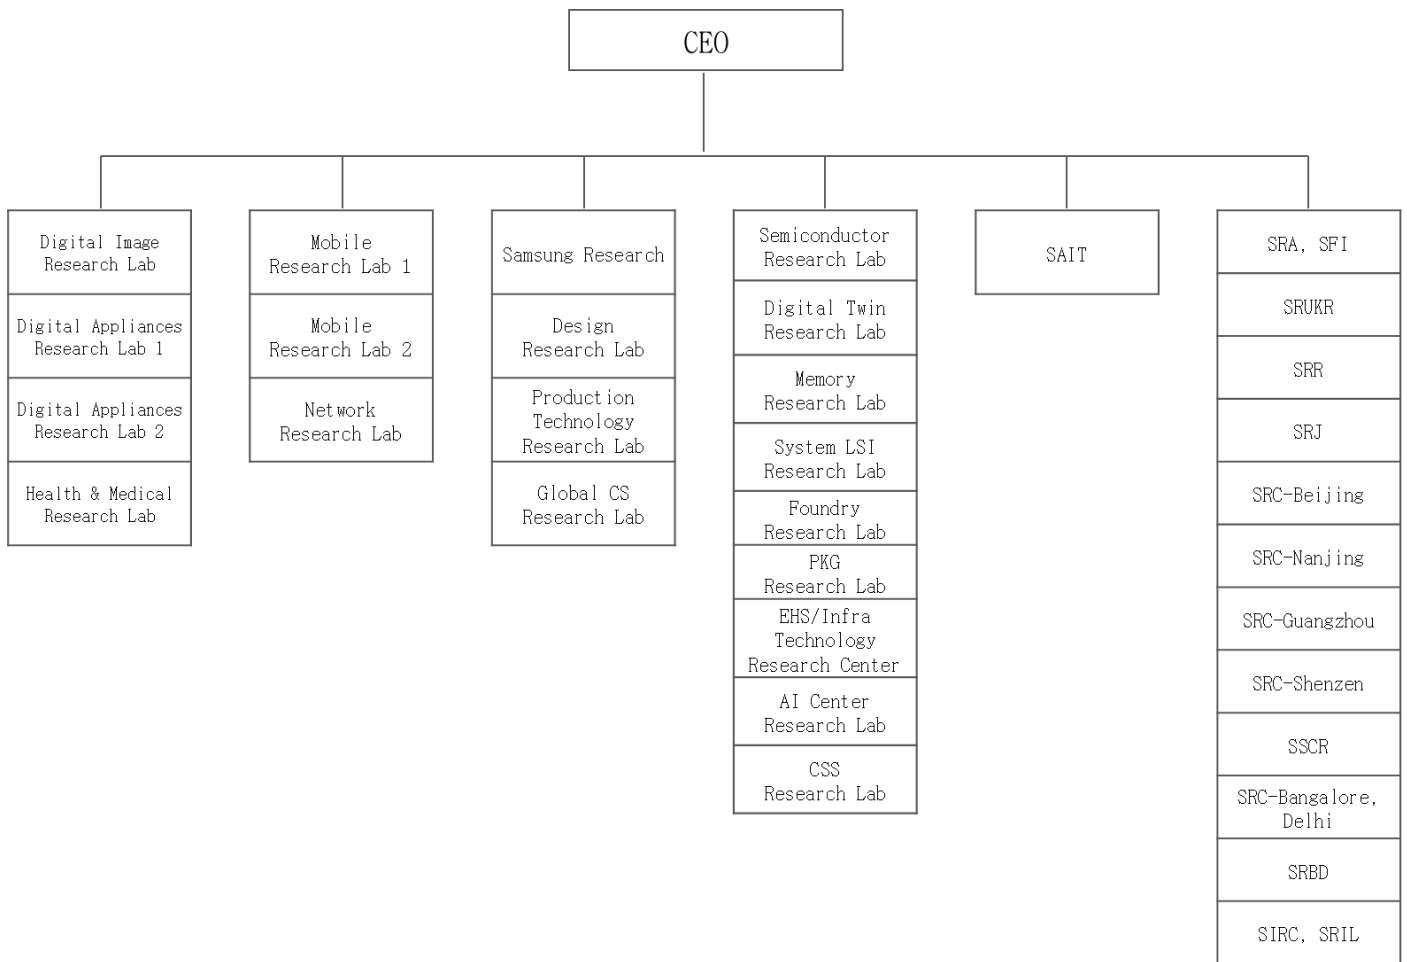 CEO
Digital Image
Research Lab
Digital Appliances
Research Lab 1
Digital Appliances
Research Lab 2
Health & Medical
Research Lab
Mobile
Research Lab 1
Mobile
Research Lab 2
Network
Research Lab
Samsung Research
Design
Research Lab
Production
Technology
Research Lab
Global CS
Research Lab
Semiconductor
Research Lab
Digital Twin
Research Lab
Memory
Research Lab
System LSI
Research Lab
Foundry
Research Lab
PKG
Research Lab
EHS/Infra
Technology
Research Center
AI Center
Research Lab
CSS
Research Lab
SAIT
SRA, SFI
SRUKR
SRR
SRJ
SRC-Beijing
SRC-Nanjing
SRC-Guangzhou
SRC-Shenzen
SSCR
SRC-Bangalore,
Delhi
SRBD
SIRC, SRIL